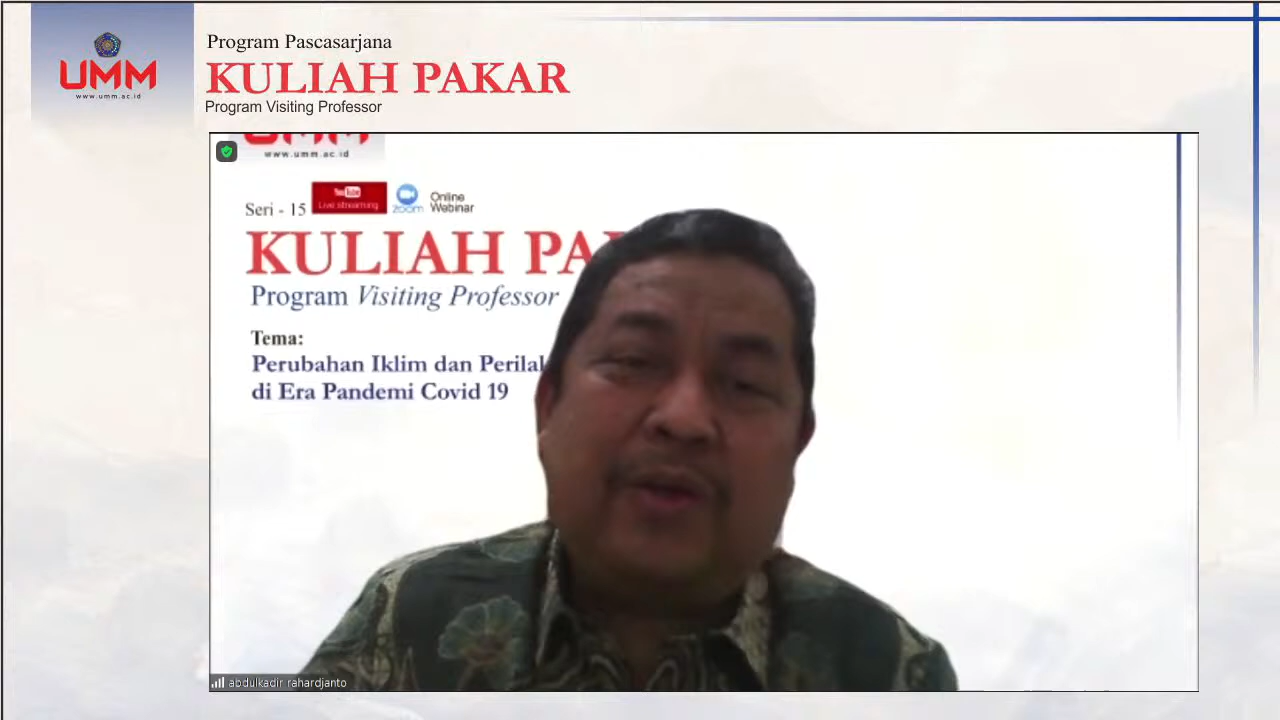 UMM
www.umm.ac.id
Program Pascasarjana
KULIAH PAKAR
Program Visiting Professor
UMM
www.umm.ac.id
Seri - 15 YouTube Live streaming zoom Online Webinar
KULIAH PA
Program Visiting Professor
Tema:
Perubahan Iklim dan Perila
di Era Pandemi Covid 19
abdulkadir rahardjanto